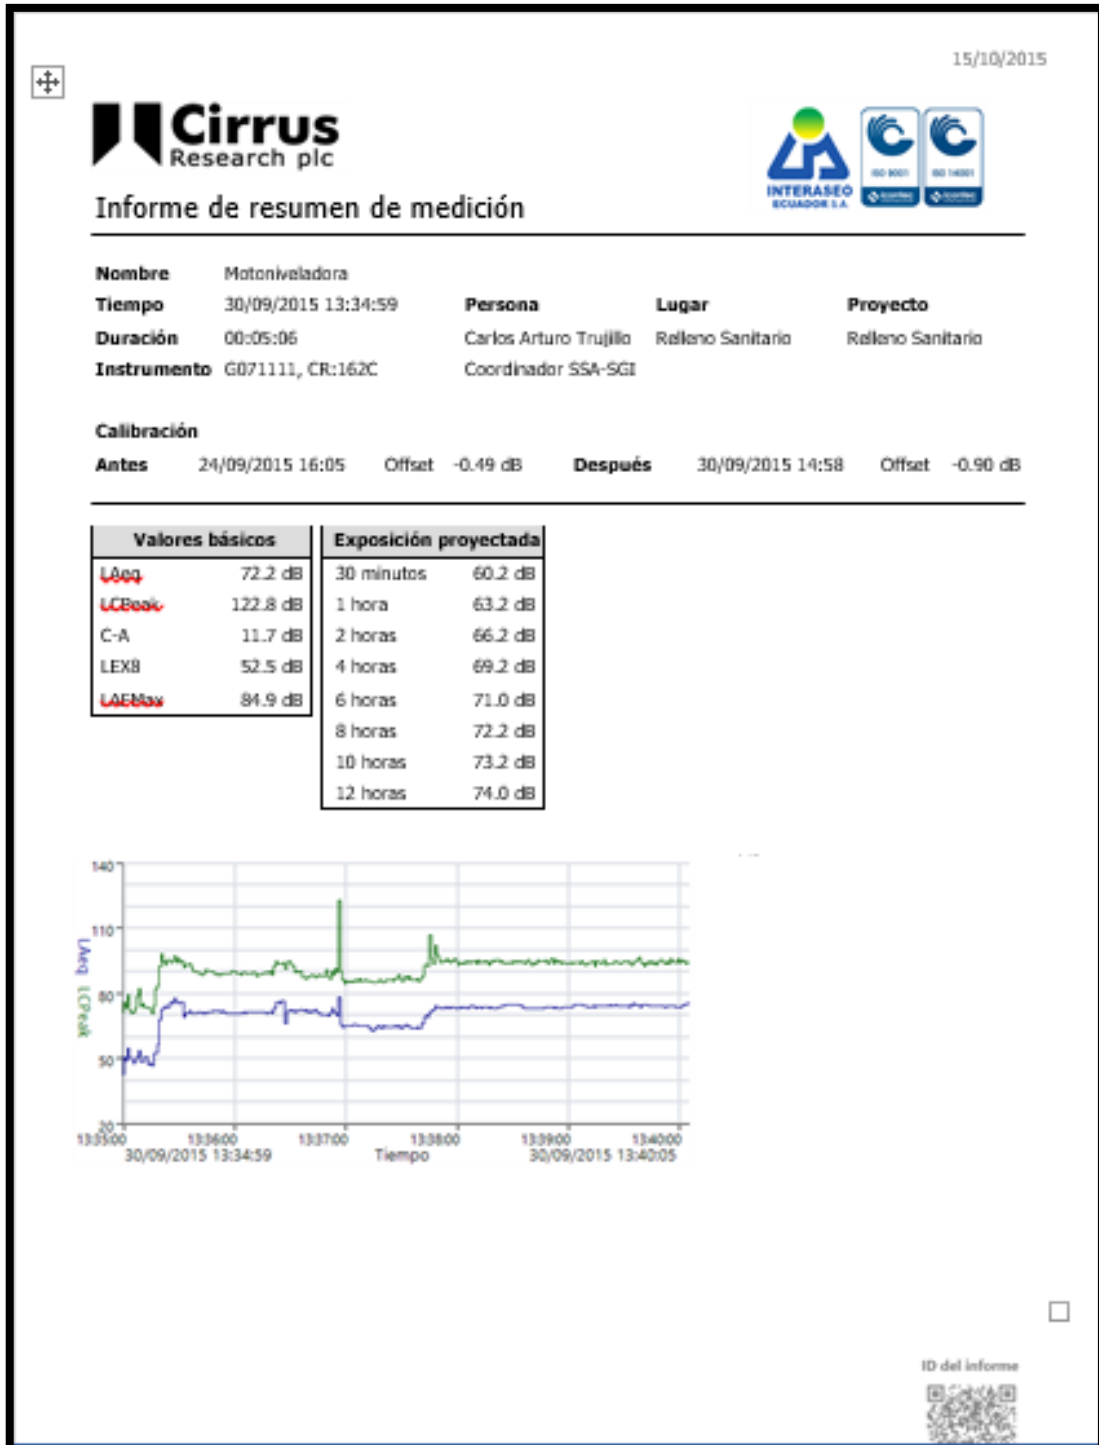 15/10/2015
Cirrus
Research plc
INTERASEO
ECUADOR S.A.
ISO 9001
ISO 14001
icontec
icontec
Informe de resumen de medición
Nombre Motoniveladora
Tiempo 30/09/2015 13:34:59 Persona Lugar Proyecto
Duración 00:05:06 Carlos Arturo Trujillo Relleno Sanitario Relleno Sanitario
Instrumento G071111, CR:162C Coordinador SSA-SGI
Calibración
Antes 24/09/2015 16:05 Offset -0.49 dB Después 30/09/2015 14:58 Offset -0.90 dB
Valores básicos Exposición proyectada
LAeq 72.2 dB 30 minutos 60.2 dB
LCPeak 122.8 dB 1 hora 63.2 dB
C-A 11.7 dB 2 horas 66.2 dB
LEX8 52.5 dB 4 horas 69.2 dB
LAFMax 84.9 dB 6 horas 71.0 dB
8 horas 72.2 dB
10 horas 73.2 dB
12 horas 74.0 dB
140
110
80
50
20
LAeq LCPeak
13:35:00 13:36:00 13:37:00 13:38:00 13:39:00 13:40:00
30/09/2015 13:34:59 Tiempo 30/09/2015 13:40:05
ID del informe